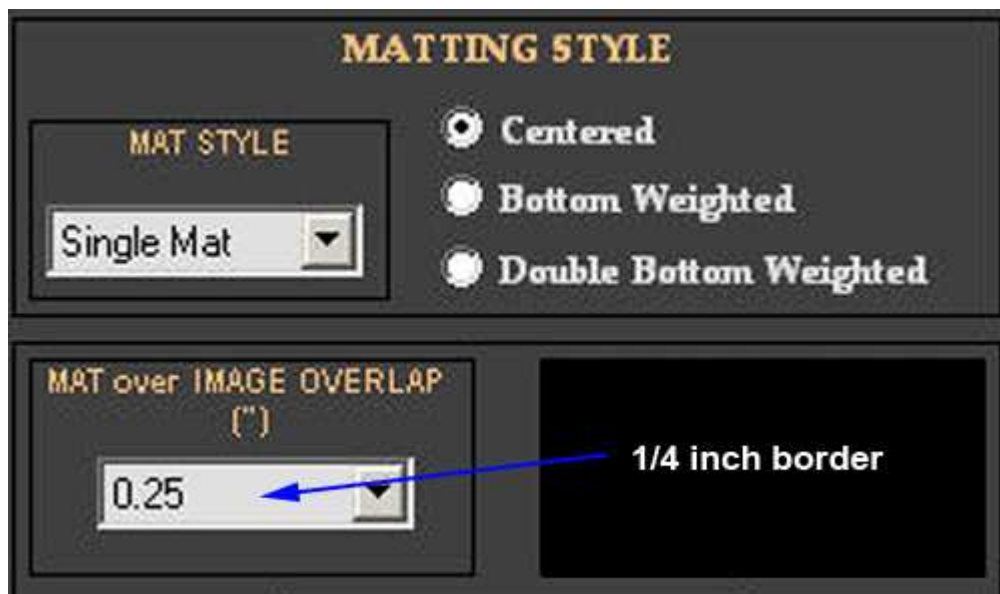 MATTING STYLE
MAT STYLE
Single Mat
Centered
Bottom Weighted
Double Bottom Weighted
MAT over IMAGE OVERLAP
(")
0.25
1/4 inch border